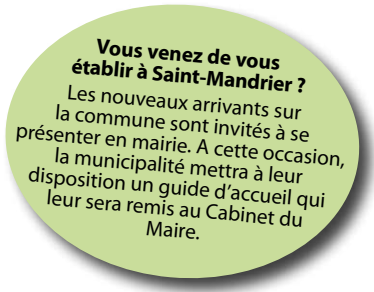 Vous venez de vous
établir à Saint-Mandrier ?
Les nouveaux arrivants sur
la commune sont invités à se
présenter en mairie. A cette occasion,
la municipalité mettra à leur
disposition un guide d’accueil qui
leur sera remis au Cabinet du
Maire.